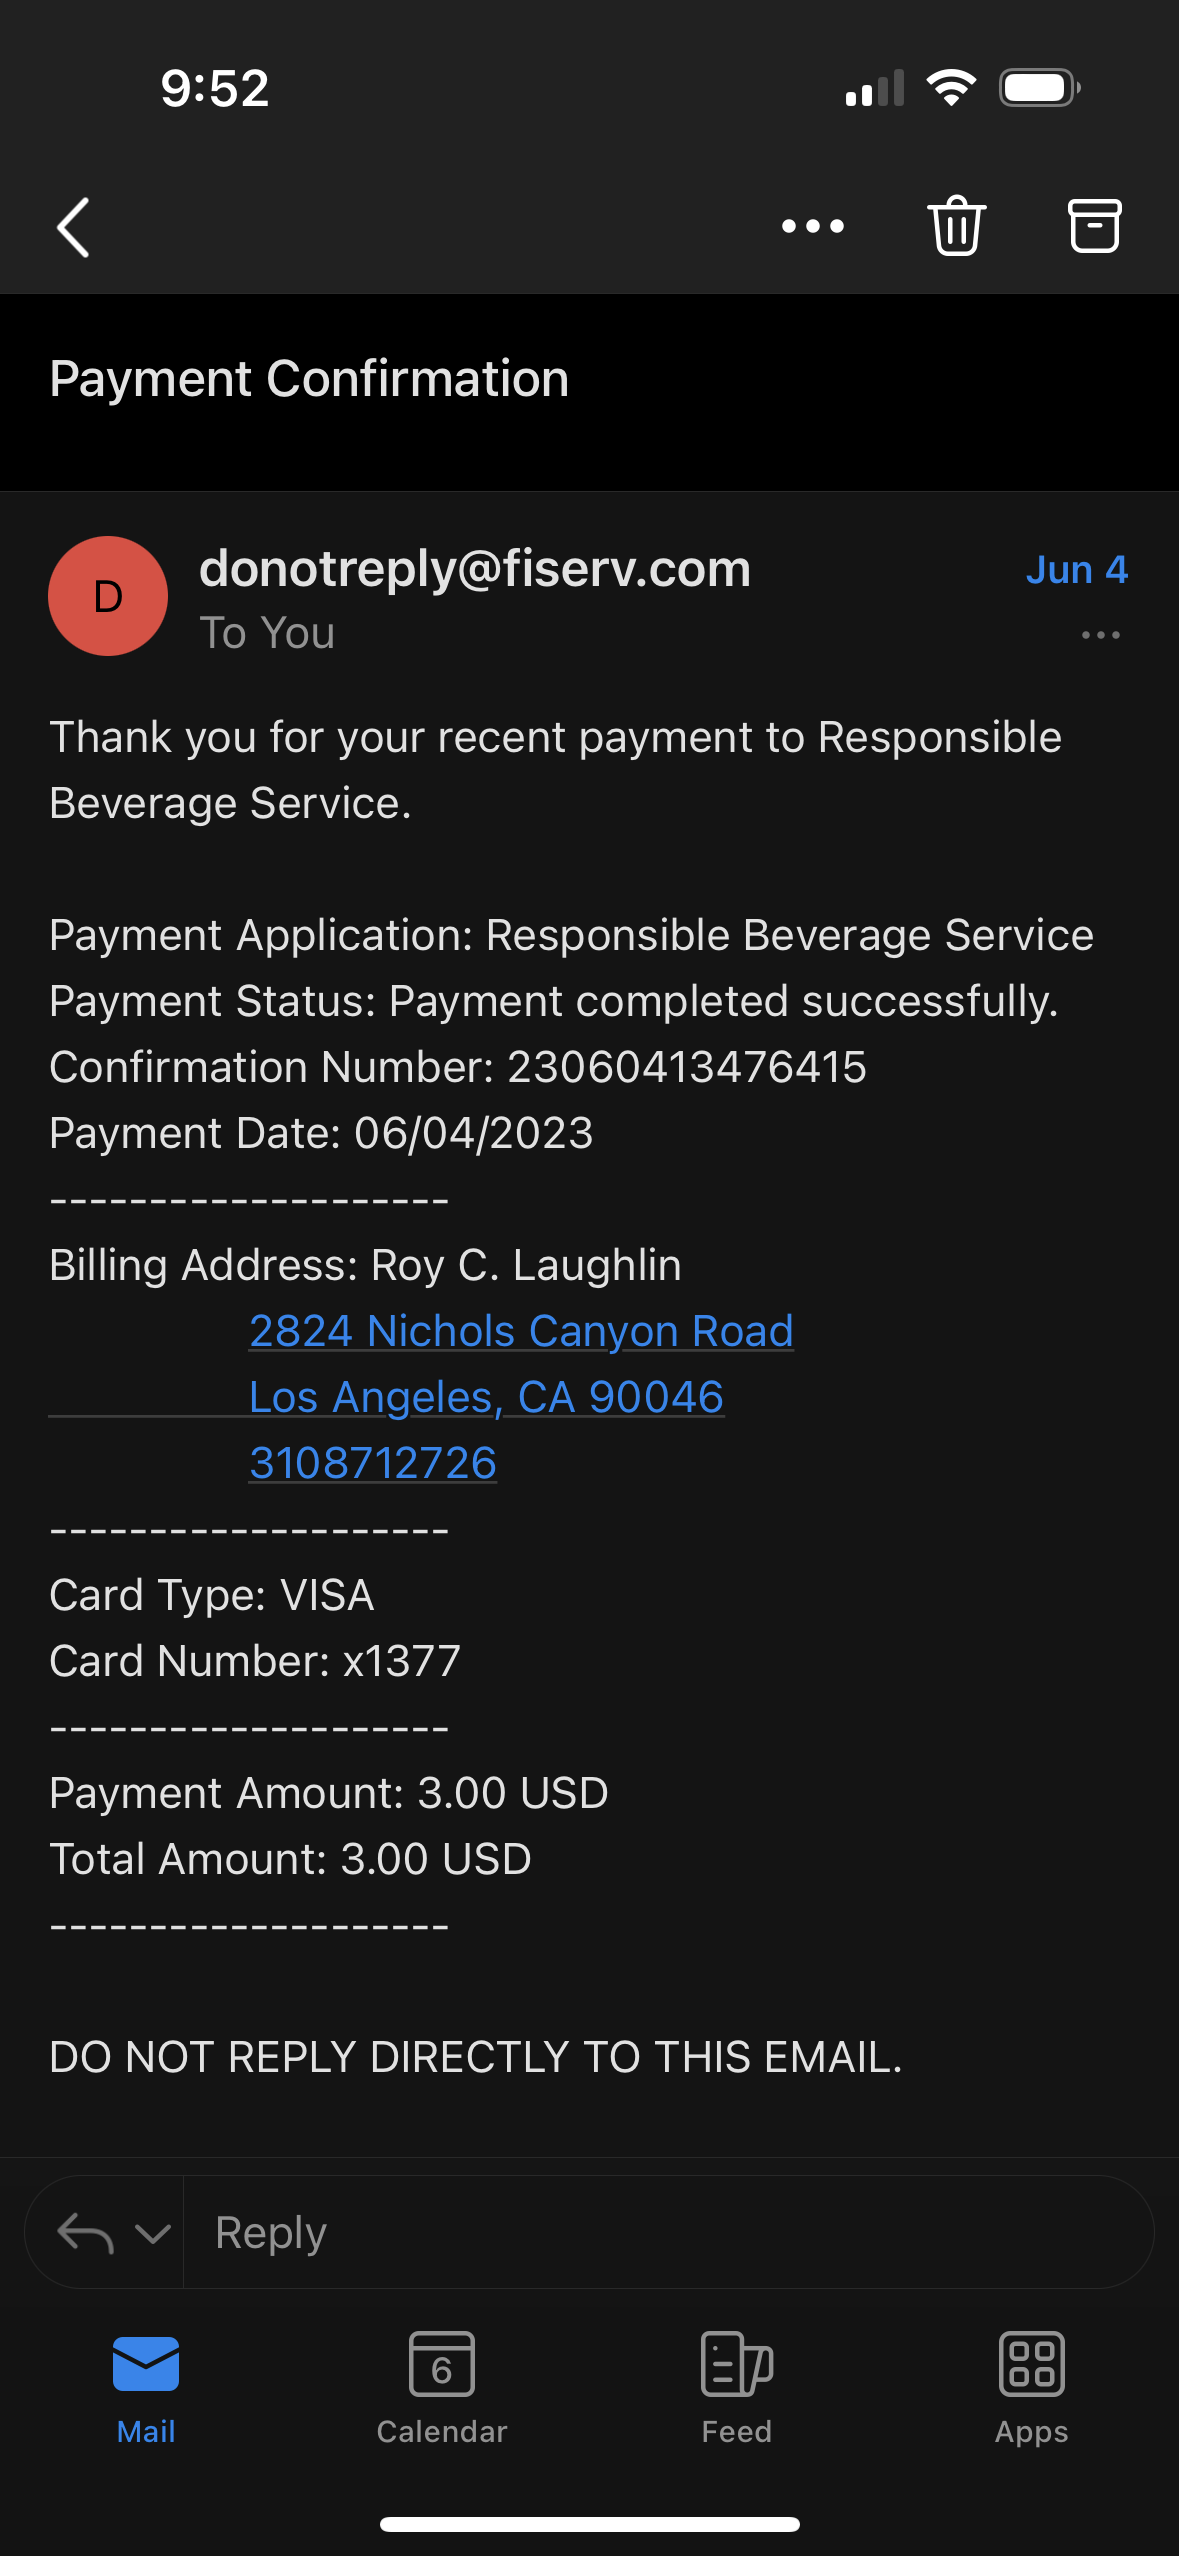 9:52
Payment Confirmation
D
donotreply@fiserv.com
Jun 4
To You
Thank you for your recent payment to Responsible
Beverage Service.
Payment Application: Responsible Beverage Service
Payment Status: Payment completed successfully.
Confirmation Number: 23060413476415
Payment Date: 06/04/2023
--------------------
Billing Address: Roy C. Laughlin
2824 Nichols Canyon Road
Los Angeles, CA 90046
3108712726
--------------------
Card Type: VISA
Card Number: x1377
--------------------
Payment Amount: 3.00 USD
Total Amount: 3.00 USD
--------------------
DO NOT REPLY DIRECTLY TO THIS EMAIL.
Reply
6
Mail
Calendar
Feed
Apps